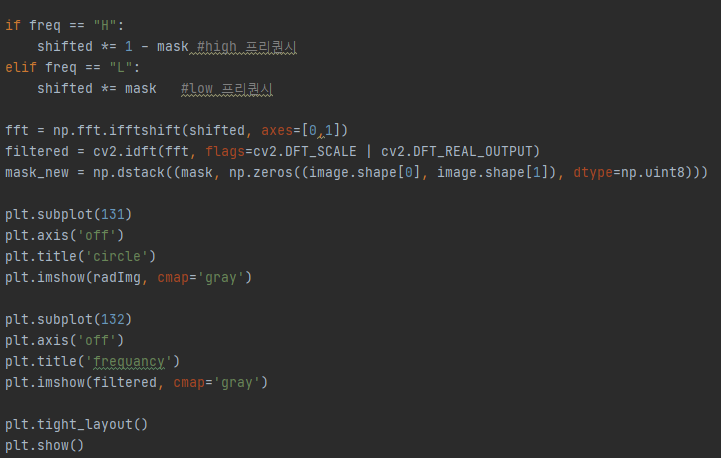 if freq == "H":
    shifted *= 1 - mask #high 프리퀀시
elif freq == "L":
    shifted *= mask   #low 프리퀀시
fft = np.fft.ifftshift(shifted, axes=[0,1])
filtered = cv2.idft(fft, flags=cv2.DFT_SCALE | cv2.DFT_REAL_OUTPUT)
mask_new = np.dstack((mask, np.zeros((image.shape[0], image.shape[1]), dtype=np.uint8)))
plt.subplot(131)
plt.axis('off')
plt.title('circle')
plt.imshow(radImg, cmap='gray')
plt.subplot(132)
plt.axis('off')
plt.title('frequancy')
plt.imshow(filtered, cmap='gray')
plt.tight_layout()
plt.show()